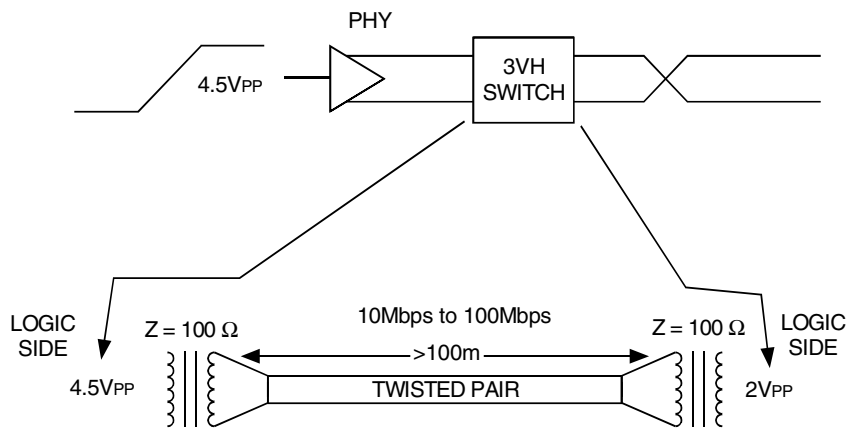 PHY
4.5VPP
3VH
SWITCH
LOGIC
SIDE
Z = 100 Ω
10Mbps to 100Mbps
Z = 100 Ω
LOGIC
SIDE
>100m
4.5VPP
TWISTED PAIR
2VPP